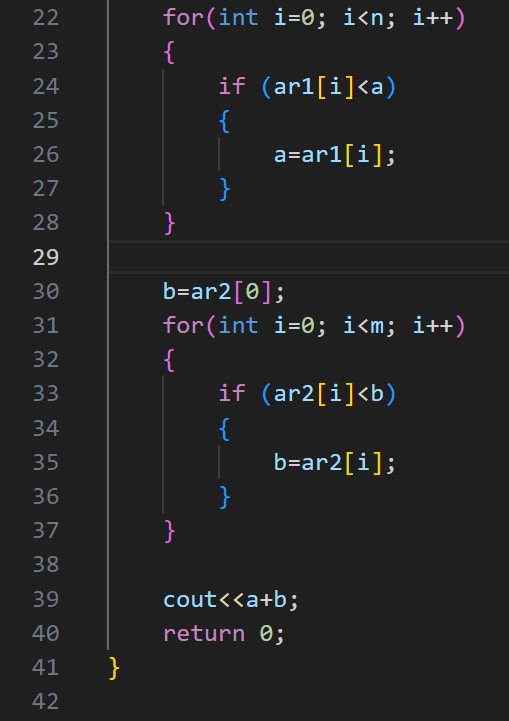 22 for(int i=0; i<n; i++)
23 {
24 if (ar1[i]<a)
25 {
26 a=ar1[i];
27 }
28 }
29
30 b=ar2[0];
31 for(int i=0; i<m; i++)
32 {
33 if (ar2[i]<b)
34 {
35 b=ar2[i];
36 }
37 }
38
39 cout<<a+b;
40 return 0;
41 }
42